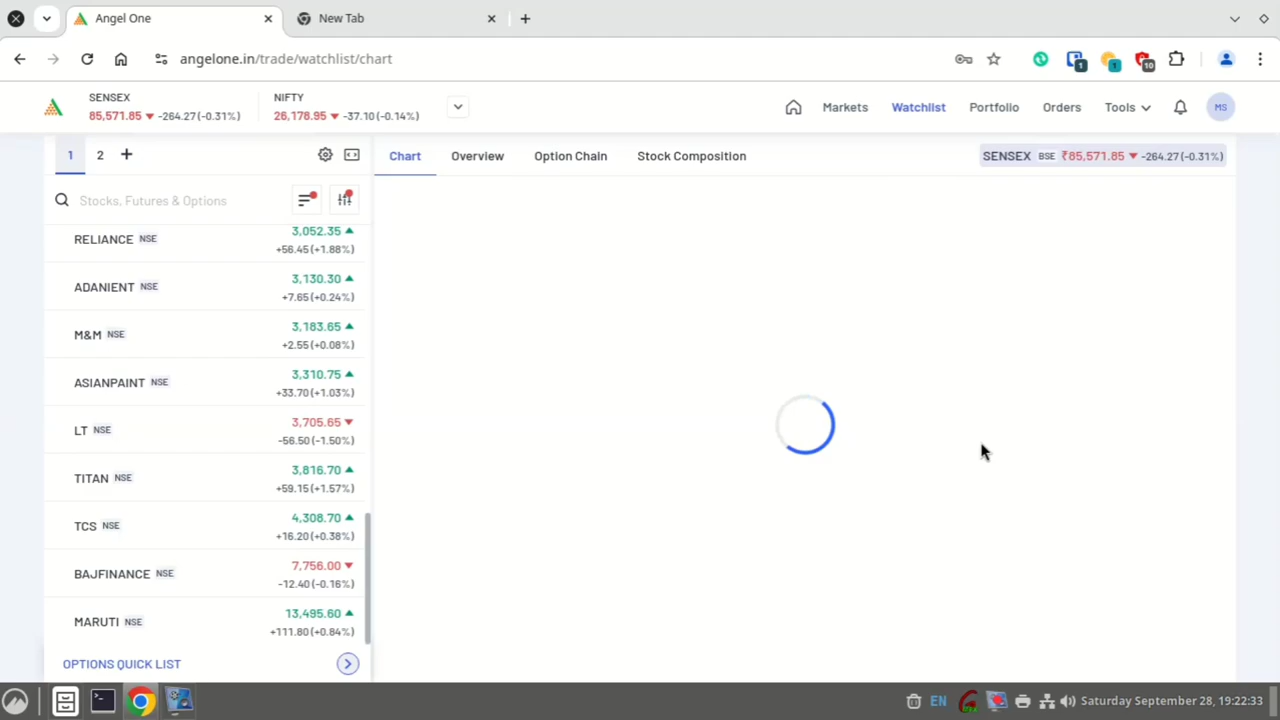 Angel One
New Tab
angelone.in/trade/watchlist/chart
1
1
10
SENSEX
85,571.85 -264.27(-0.31%)
NIFTY
26,178.95 -37.10(-0.14%)
Markets
Watchlist
Portfolio
Orders
Tools
MS
1
2
Chart
Overview
Option Chain
Stock Composition
SENSEX BSE ₹85,571.85 -264.27(-0.31%)
Stocks, Futures & Options
RELIANCE NSE
3,052.35
+56.45(+1.88%)
ADANIENT NSE
3,130.30
+7.65(+0.24%)
M&M NSE
3,183.65
+2.55(+0.08%)
ASIANPAINT NSE
3,310.75
+33.70(+1.03%)
LT NSE
3,705.65
-56.50(-1.50%)
TITAN NSE
3,816.70
+59.15(+1.57%)
TCS NSE
4,308.70
+16.20(+0.38%)
BAJFINANCE NSE
7,756.00
-12.40(-0.16%)
MARUTI NSE
13,495.60
+111.80(+0.84%)
OPTIONS QUICK LIST
EN
Saturday September 28, 19:22:33